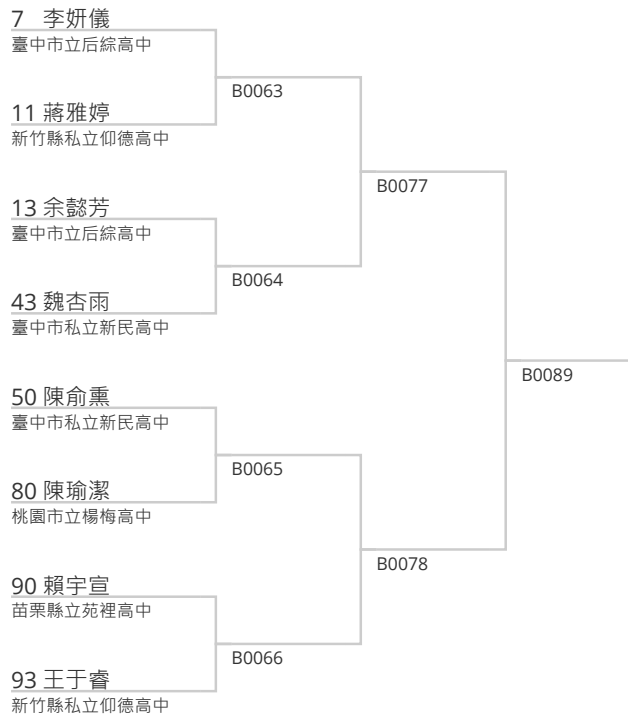 7 李妍儀
臺中市立后綜高中
B0063
11 蔣雅婷
新竹縣私立仰德高中
B0077
13 余懿芳
臺中市立后綜高中
B0064
43 魏杏雨
臺中市私立新民高中
B0089
50 陳俞熏
臺中市私立新民高中
B0065
80 陳瑜潔
桃園市立楊梅高中
B0078
90 賴宇宣
苗栗縣立苑裡高中
B0066
93 王于睿
新竹縣私立仰德高中